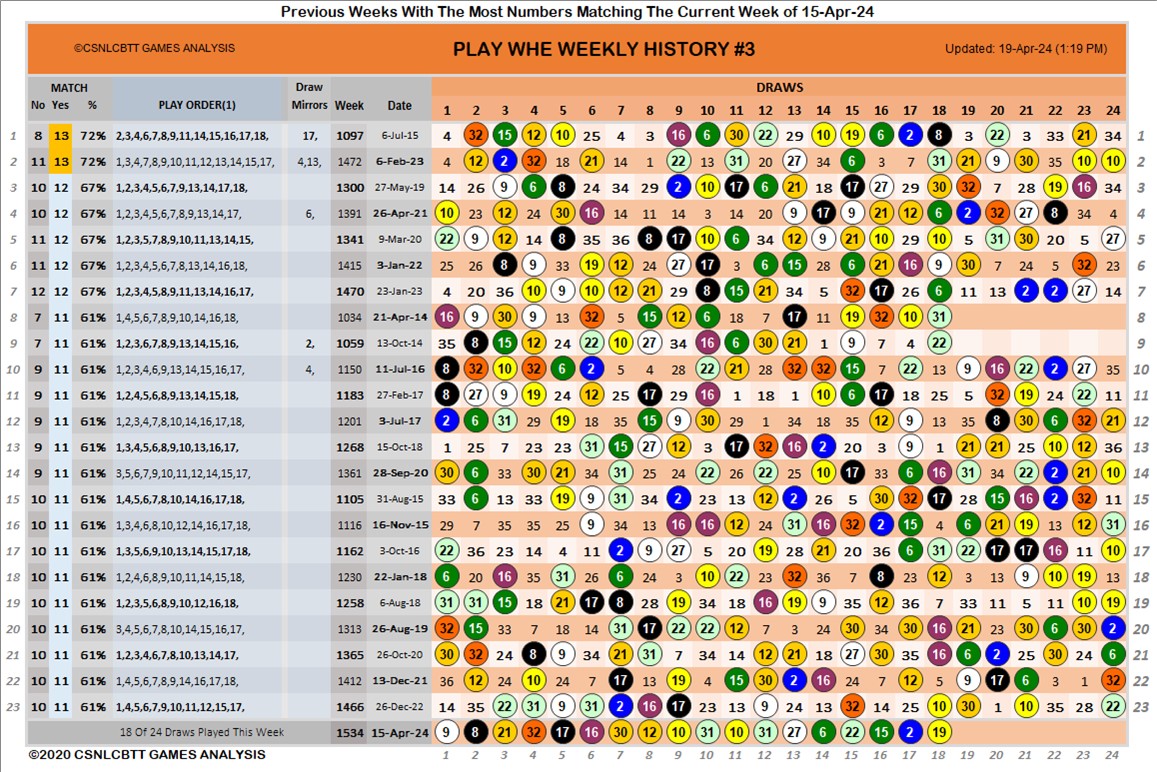 Previous Weeks With The Most Numbers Matching The Current Week of 15-Apr-24
©CSNLCBTT GAMES ANALYSIS PLAY WHE WEEKLY HISTORY #3 Updated: 19-Apr-24 (1:19 PM)
MATCH Draw DRAWS
No Yes % PLAY ORDER(1) Mirrors Week Date 1 2 3 4 5 6 7 8 9 10 11 12 13 14 15 16 17 18 19 20 21 22 23 24
1 8 13 72% 2,3,4,6,7,8,9,11,14,15,16,17,18, 17, 1097 6-Jul-15 4 32 15 12 10 25 4 3 16 6 30 22 29 10 19 6 2 8 3 22 3 33 21 34 1
2 11 13 72% 1,3,4,7,8,9,10,11,12,13,14,15,17, 4,13, 1472 6-Feb-23 4 12 2 32 18 21 14 1 22 13 31 20 27 34 15 3 7 31 21 9 30 35 10 10 2
3 10 12 67% 1,2,3,4,5,6,7,9,13,14,17,18, 1300 27-May-19 14 26 9 6 8 24 34 29 2 10 17 6 21 18 17 27 29 30 32 7 28 19 16 34 3
4 10 12 67% 1,2,3,4,5,6,7,8,9,13,14,17, 6, 1391 26-Apr-21 10 23 12 24 30 16 14 11 14 3 14 20 9 17 9 21 12 6 2 32 27 8 34 4 4
5 11 12 67% 1,2,3,5,7,8,9,10,11,13,14,15, 1341 9-Mar-20 22 9 12 14 8 35 36 8 17 10 6 34 12 9 21 10 29 10 5 31 30 20 5 27 5
6 11 12 67% 1,2,3,4,5,6,7,8,13,14,16,18, 1415 3-Jan-22 25 26 8 9 33 19 12 24 27 17 3 6 15 28 6 21 16 9 30 7 24 5 32 23 6
7 12 12 67% 1,2,3,4,5,8,9,11,13,14,16,17, 1470 23-Jan-23 4 20 36 10 9 10 12 21 29 8 15 21 34 5 32 17 26 6 11 13 2 2 27 14 7
8 7 11 61% 1,2,3,4,5,7,9,10,14,16,18, 1034 21-Apr-14 16 9 30 9 13 32 5 15 12 6 18 7 17 11 19 32 10 31 8
9 7 11 61% 1,2,3,6,7,8,9,13,14,15,16, 2, 1059 13-Oct-14 35 8 15 12 24 22 10 27 34 16 6 30 21 1 9 7 4 22 9
10 9 11 61% 1,2,3,4,6,9,13,14,15,16,17, 4, 1150 11-Jul-16 8 32 10 32 6 2 5 4 28 22 21 28 32 32 15 7 22 13 9 16 22 2 27 35 10
11 9 11 61% 1,2,4,5,6,8,9,13,14,15,18, 1183 27-Feb-17 8 27 9 19 24 12 25 17 29 16 1 18 1 10 6 17 18 25 5 32 19 24 22 11 11
12 9 11 61% 1,2,3,4,7,8,9,14,15,17,18, 1201 3-Jul-17 2 6 31 29 19 18 35 15 9 30 29 1 34 18 35 12 9 13 35 8 30 6 32 21 12
13 9 11 61% 1,3,4,5,6,8,9,10,13,16,17, 1268 15-Oct-18 1 25 7 23 23 31 15 27 12 3 17 32 16 2 20 3 9 1 21 21 25 10 12 36 13
14 9 11 61% 3,5,6,7,9,10,11,12,14,15,17, 1361 28-Sep-20 30 6 33 30 21 34 31 25 24 22 26 22 25 10 17 33 6 16 31 34 22 2 21 10 14
15 10 11 61% 1,4,5,6,7,8,10,14,16,17,18, 1105 31-Aug-15 33 6 13 33 19 9 31 34 2 23 13 12 2 26 5 30 32 17 28 15 16 2 32 11 15
16 10 11 61% 1,3,4,6,8,10,12,14,16,17,18, 1116 16-Nov-15 29 7 35 35 25 9 34 13 16 16 12 24 31 16 32 2 15 4 6 21 19 13 12 31 16
17 10 11 61% 1,3,5,6,9,10,13,14,15,17,18, 1162 3-Oct-16 22 36 23 14 4 11 2 9 27 5 20 19 28 21 20 36 6 31 22 17 17 16 11 10 17
18 10 11 61% 1,2,4,6,8,9,11,14,15,18, 1230 22-Jan-18 6 20 16 35 31 26 6 24 3 10 22 23 32 36 7 8 23 12 3 13 9 10 19 13 18
19 10 11 61% 1,2,3,5,6,8,9,10,12,16,18, 1258 6-Aug-18 31 31 15 18 21 17 8 28 19 34 18 16 19 9 35 12 36 7 33 11 5 11 10 19 19
20 10 11 61% 3,4,5,6,7,8,10,14,15,16,17, 1313 26-Aug-19 32 15 33 7 18 14 31 17 22 22 12 7 3 24 30 34 30 16 21 23 30 6 30 2 20
21 10 11 61% 1,2,3,4,6,7,8,10,13,14,17, 1365 26-Oct-20 30 32 24 8 9 34 21 31 7 34 14 12 21 18 27 30 35 16 6 2 25 30 24 6 21
22 10 11 61% 1,4,5,7,6,8,9,14,16,17,18, 1412 13-Dec-21 36 12 24 10 24 7 17 13 19 4 15 30 2 16 24 7 12 5 9 17 6 3 1 32 22
23 10 11 61% 1,4,5,6,7,9,10,11,12,15,17, 1466 26-Dec-22 14 35 22 31 9 31 2 16 17 23 13 9 24 13 32 14 25 10 30 1 10 35 28 22 23
18 Of 24 Draws Played This Week 1534 15-Apr-24 9 8 21 32 17 16 30 12 10 31 10 31 27 6 22 15 2 19
©2020 CSNLCBTT GAMES ANALYSIS 1 2 3 4 5 6 7 8 9 10 11 12 13 14 15 16 17 18 19 20 21 22 23 24